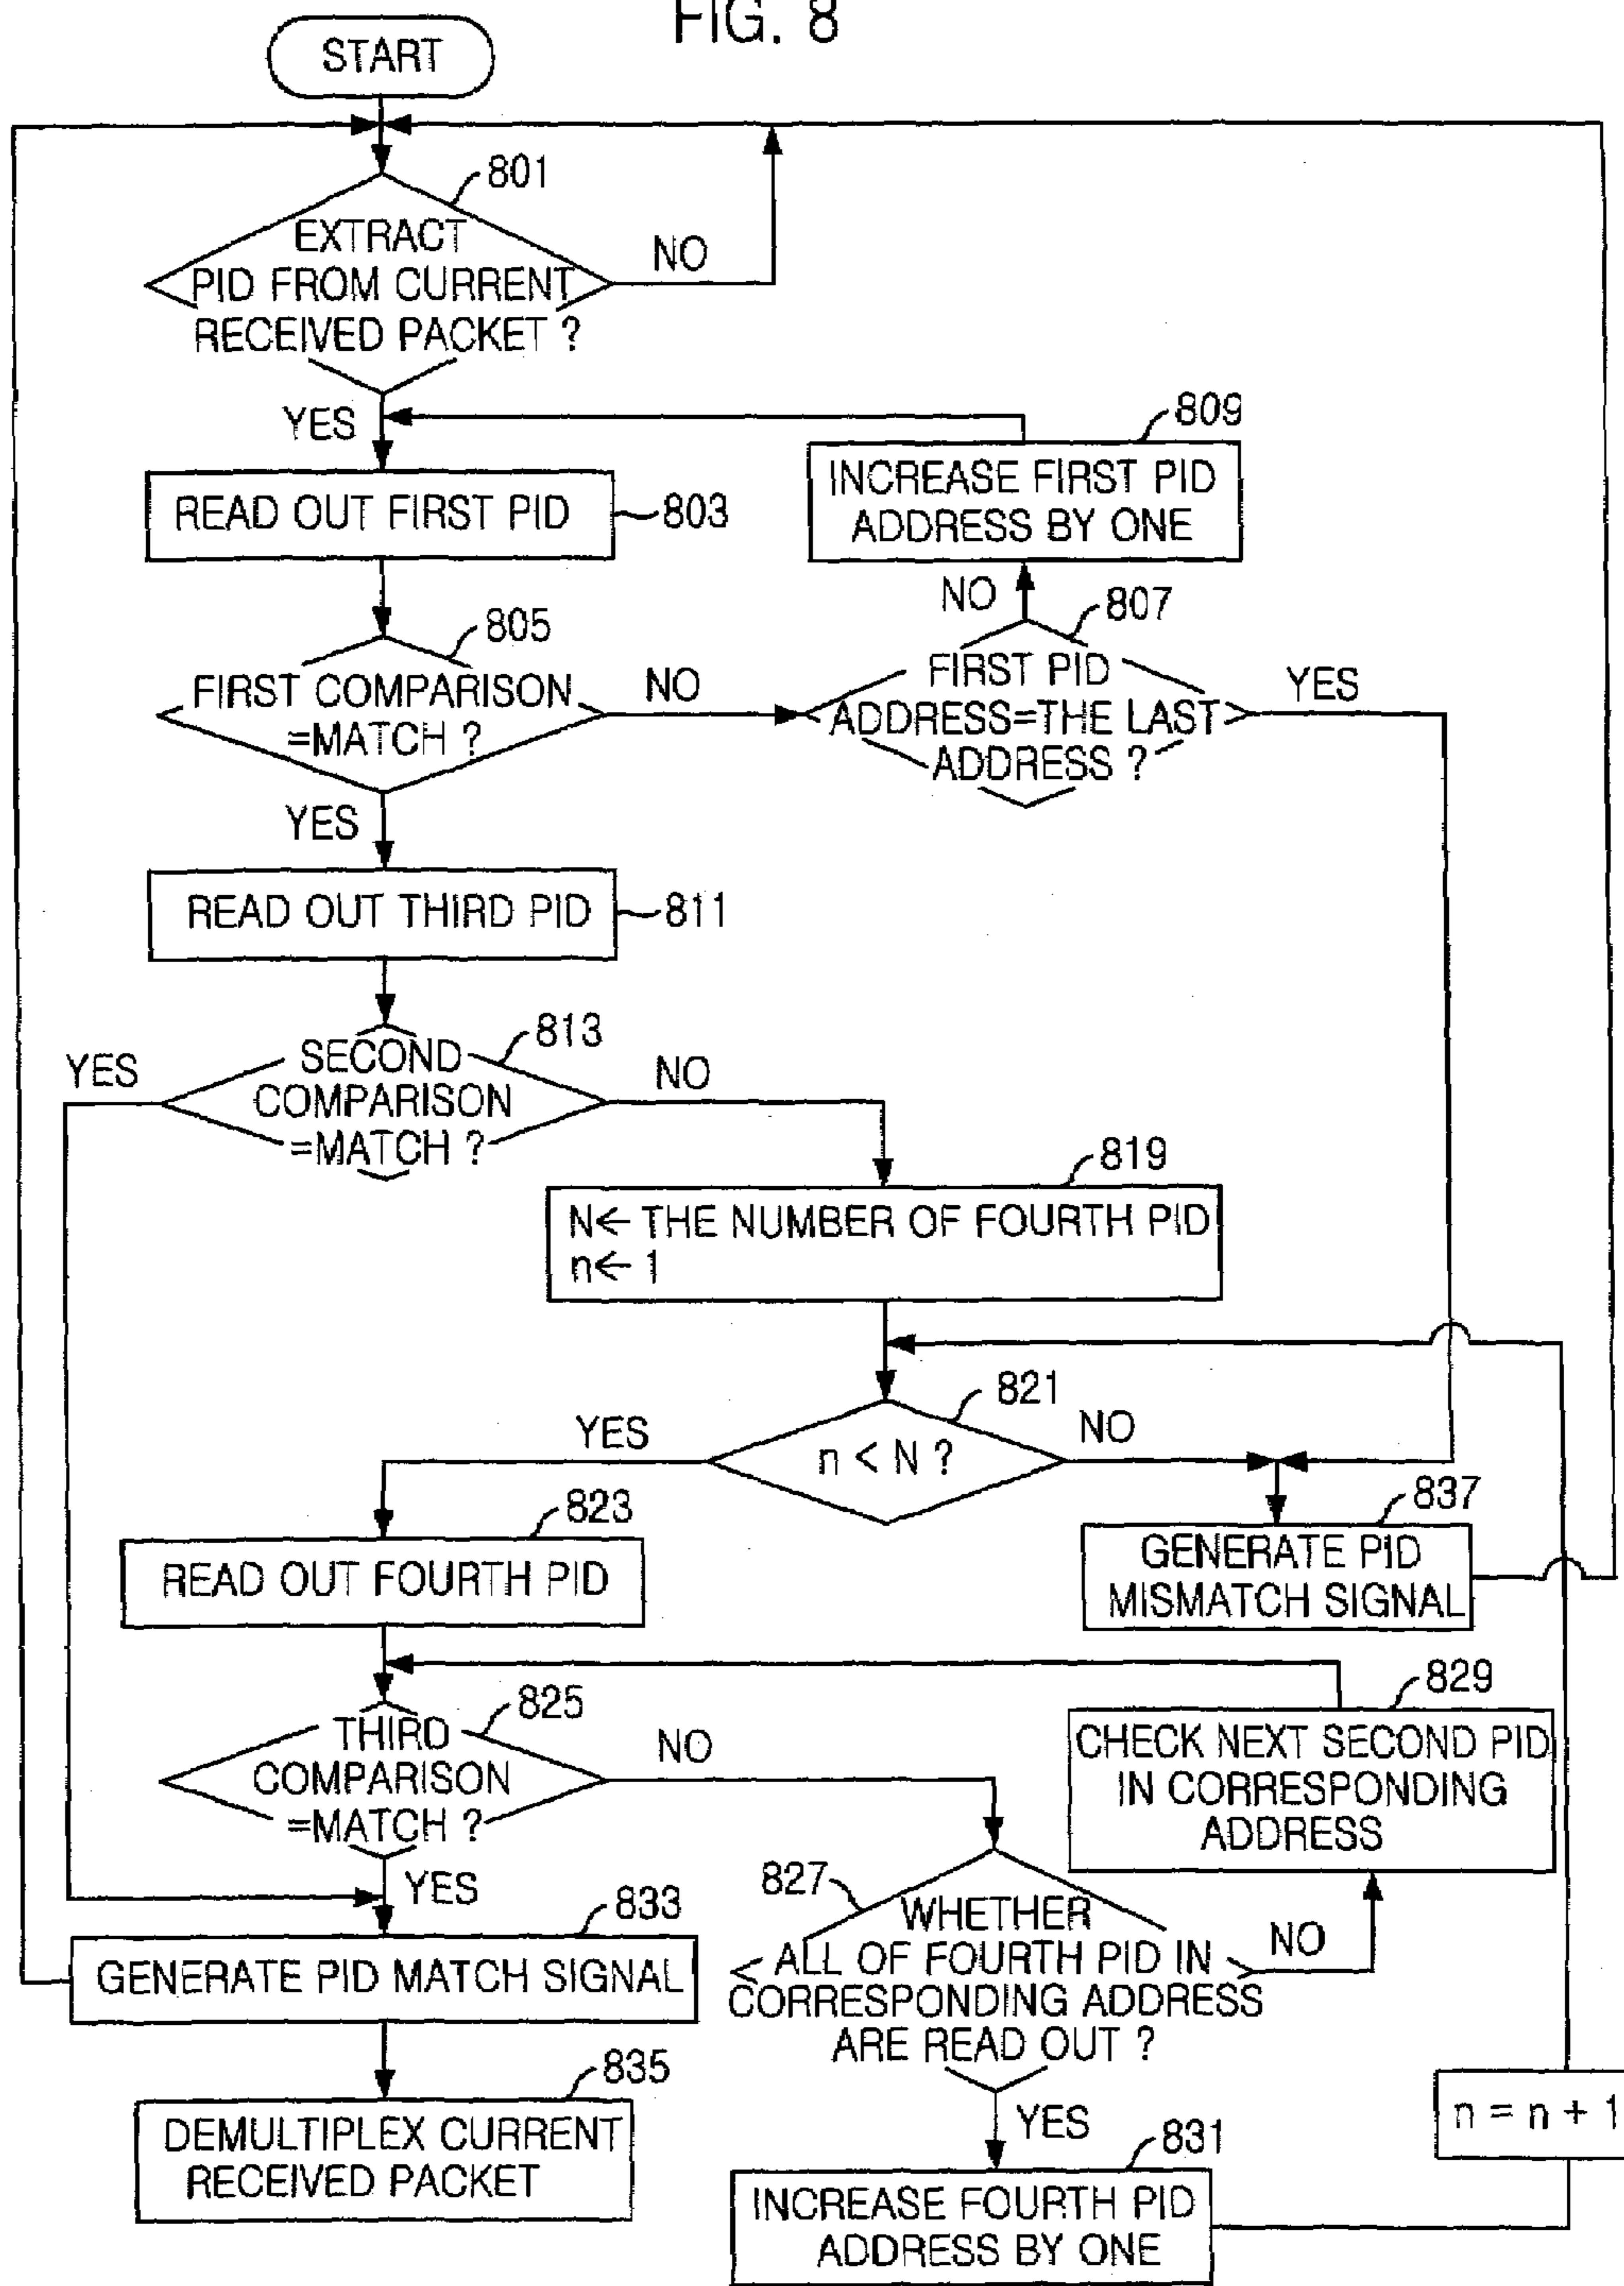 FIG. 8
START
801
EXTRACT
PID FROM CURRENT
RECEIVED PACKET ?
NO
YES
809
INCREASE FIRST PID
ADDRESS BY ONE
READ OUT FIRST PID
803
NO
807
805
FIRST COMPARISON
=MATCH ?
NO
FIRST PID
ADDRESS=THE LAST
ADDRESS ?
YES
YES
READ OUT THIRD PID
811
813
YES
SECOND
COMPARISON
=MATCH ?
NO
819
N← THE NUMBER OF FOURTH PID
n← 1
821
YES
n < N ?
NO
823
READ OUT FOURTH PID
837
GENERATE PID
MISMATCH SIGNAL
825
THIRD
COMPARISON
=MATCH ?
NO
829
CHECK NEXT SECOND PID
IN CORRESPONDING
ADDRESS
YES
827
WHETHER
ALL OF FOURTH PID IN
CORRESPONDING ADDRESS
ARE READ OUT ?
NO
833
GENERATE PID MATCH SIGNAL
835
DEMULTIPLEX CURRENT
RECEIVED PACKET
YES
831
INCREASE FOURTH PID
ADDRESS BY ONE
n = n + 1